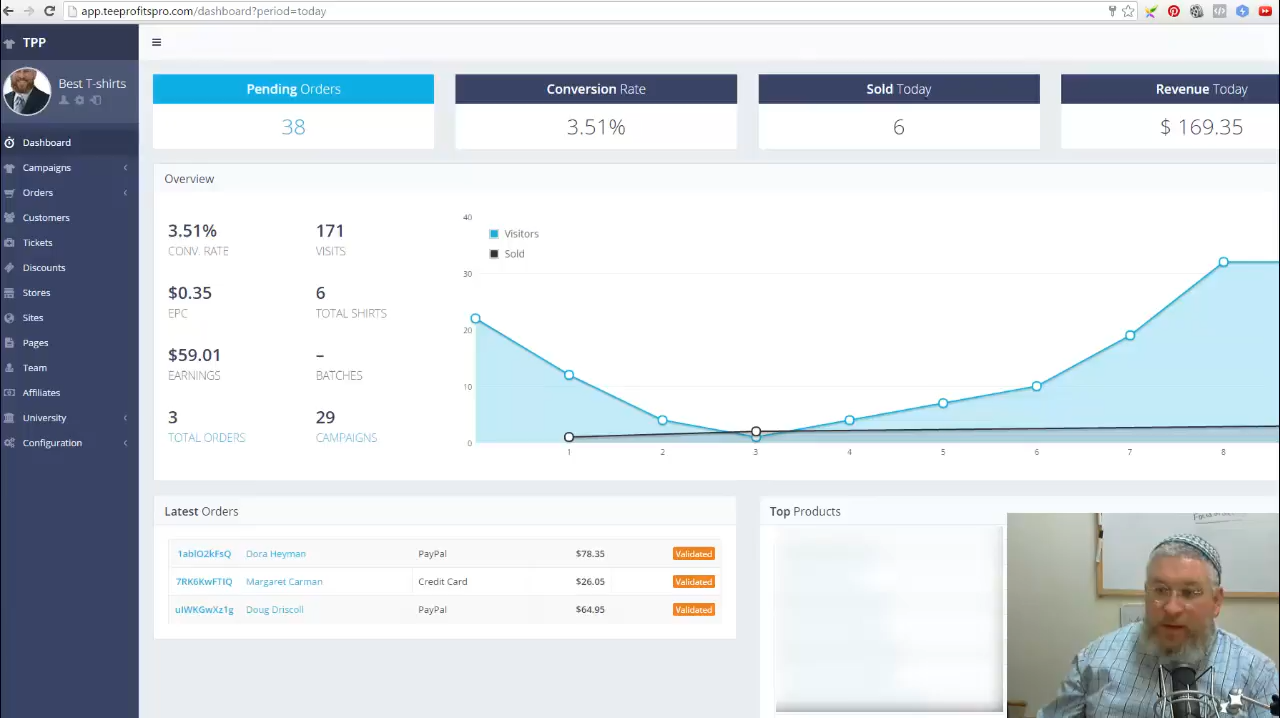 app.teeprofitspro.com/dashboard?period=today
TPP
Best T-shirts
Dashboard
Campaigns
Orders
Customers
Tickets
Discounts
Stores
Sites
Pages
Team
Affiliates
University
Configuration
Pending Orders
38
Conversion Rate
3.51%
Sold Today
6
Revenue Today
$ 169.35
Overview
3.51%
CONV. RATE
171
VISITS
$0.35
EPC
6
TOTAL SHIRTS
$59.01
EARNINGS
–
BATCHES
3
TOTAL ORDERS
29
CAMPAIGNS
Visitors
Sold
40
30
20
10
0
1 2 3 4 5 6 7 8
Latest Orders
1ablO2kFsQ Dora Heyman PayPal $78.35 Validated
7RK6KwFTIQ Margaret Carman Credit Card $26.05 Validated
uIWKGwXz1g Doug Driscoll PayPal $64.95 Validated
Top Products